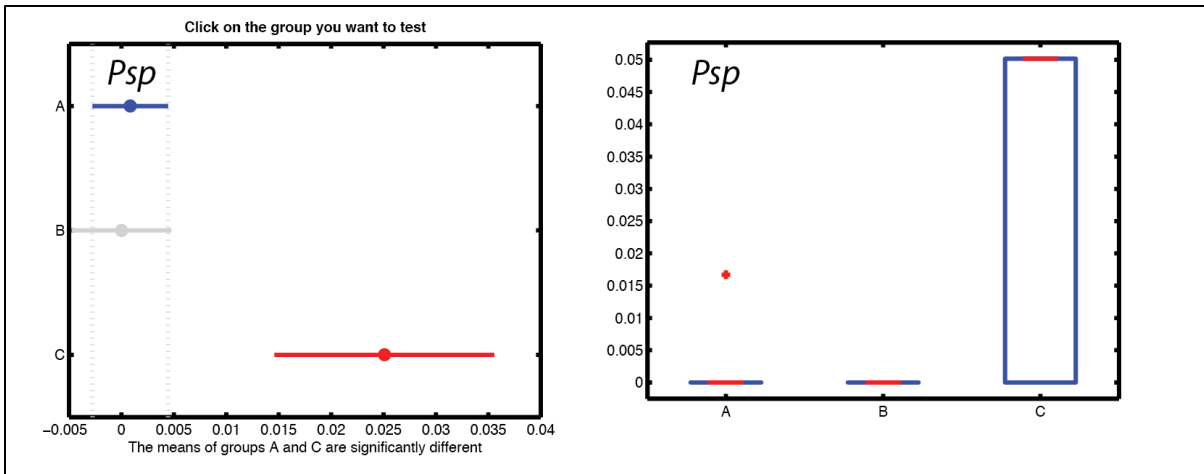 Click on the group you want to test
Psp
A
B
C
−0.005 0 0.005 0.01 0.015 0.02 0.025 0.03 0.035 0.04
The means of groups A and C are significantly different
Psp
0.05
0.045
0.04
0.035
0.03
0.025
0.02
0.015
0.01
0.005
0
A B C